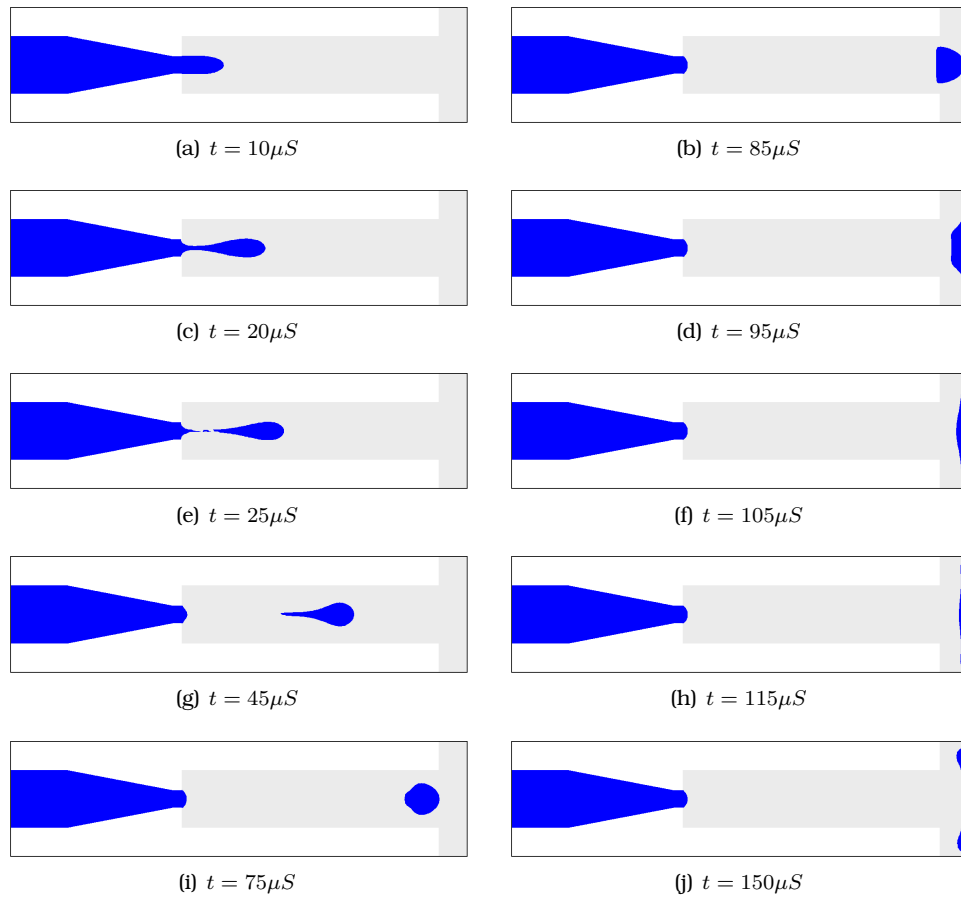 (a) t = 10μS
(b) t = 85μS
(c) t = 20μS
(d) t = 95μS
(e) t = 25μS
(f) t = 105μS
(g) t = 45μS
(h) t = 115μS
(i) t = 75μS
(j) t = 150μS